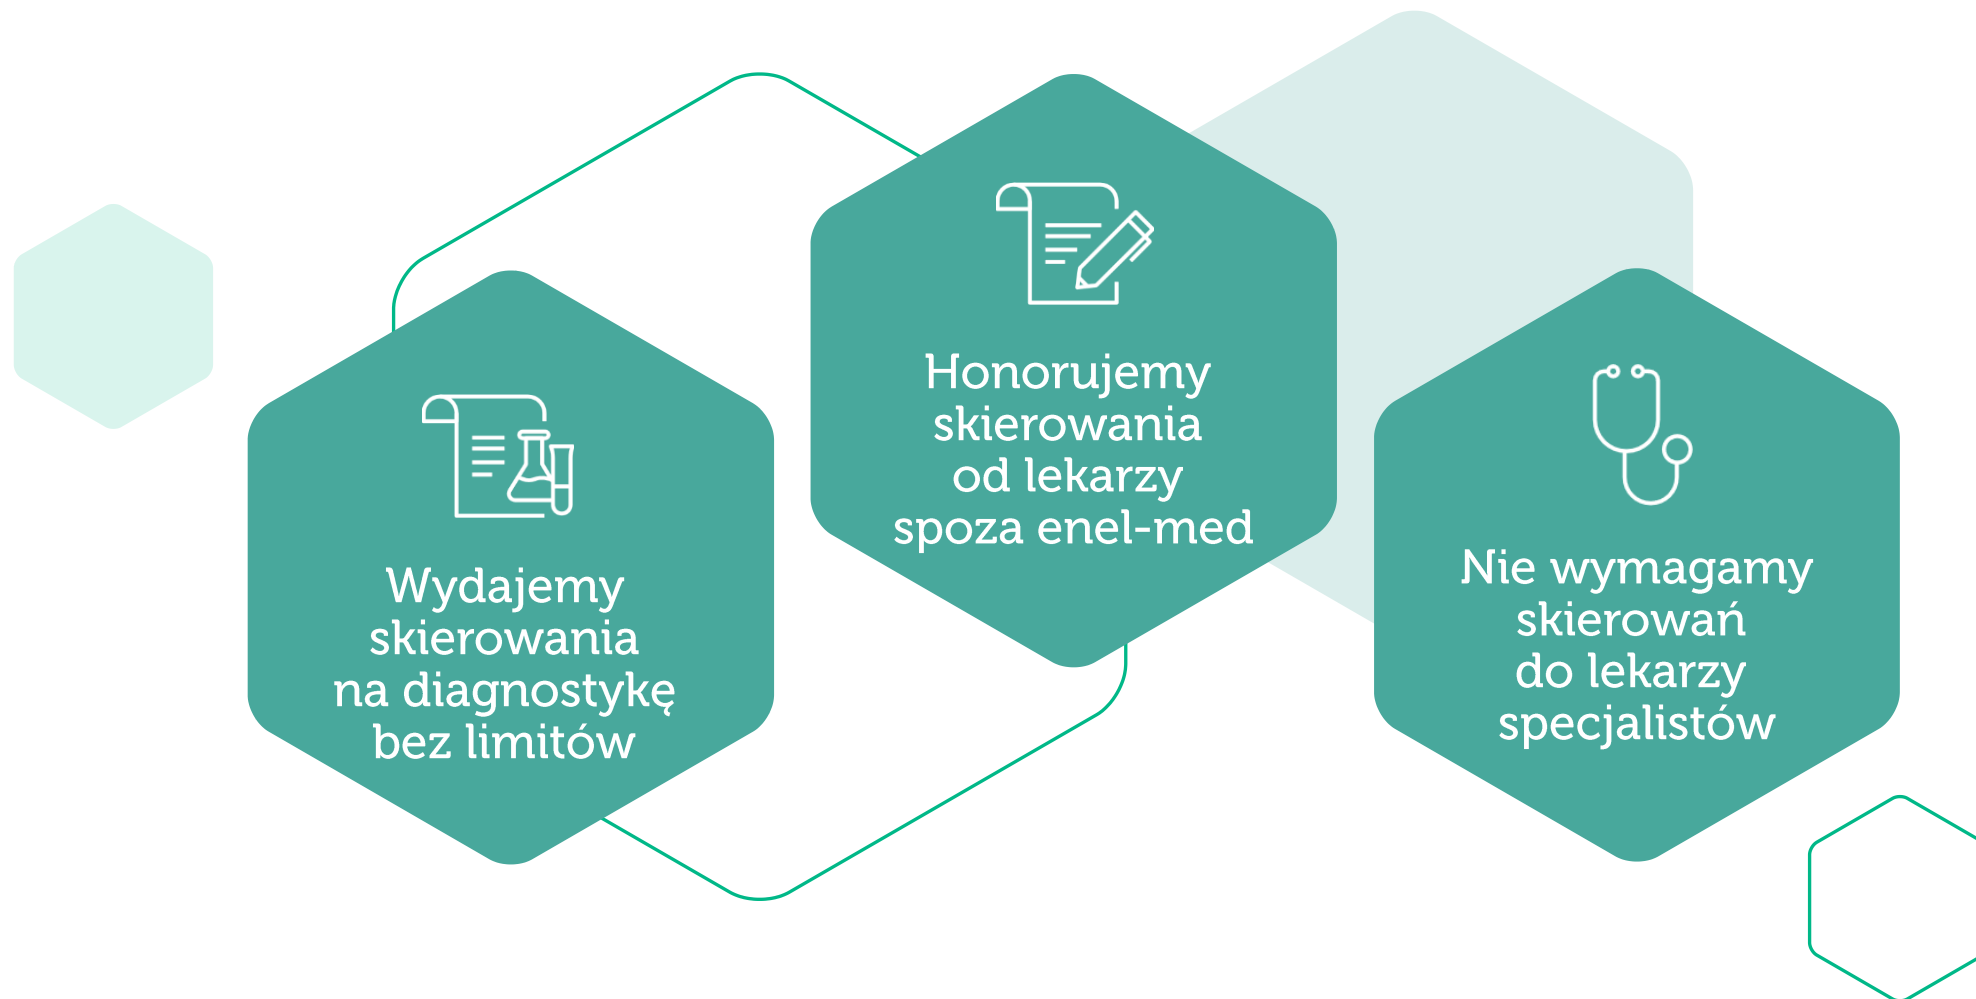 Wydajemy
skierowania
na diagnostykę
bez limitów
Honorujemy
skierowania
od lekarzy
spoza enel-med
Nie wymagamy
skierowań
do lekarzy
specjalistów